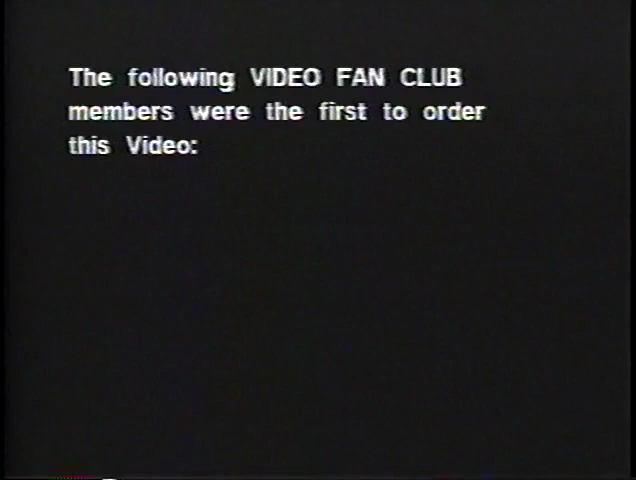 The following VIDEO FAN CLUB
members were the first to order
this Video: